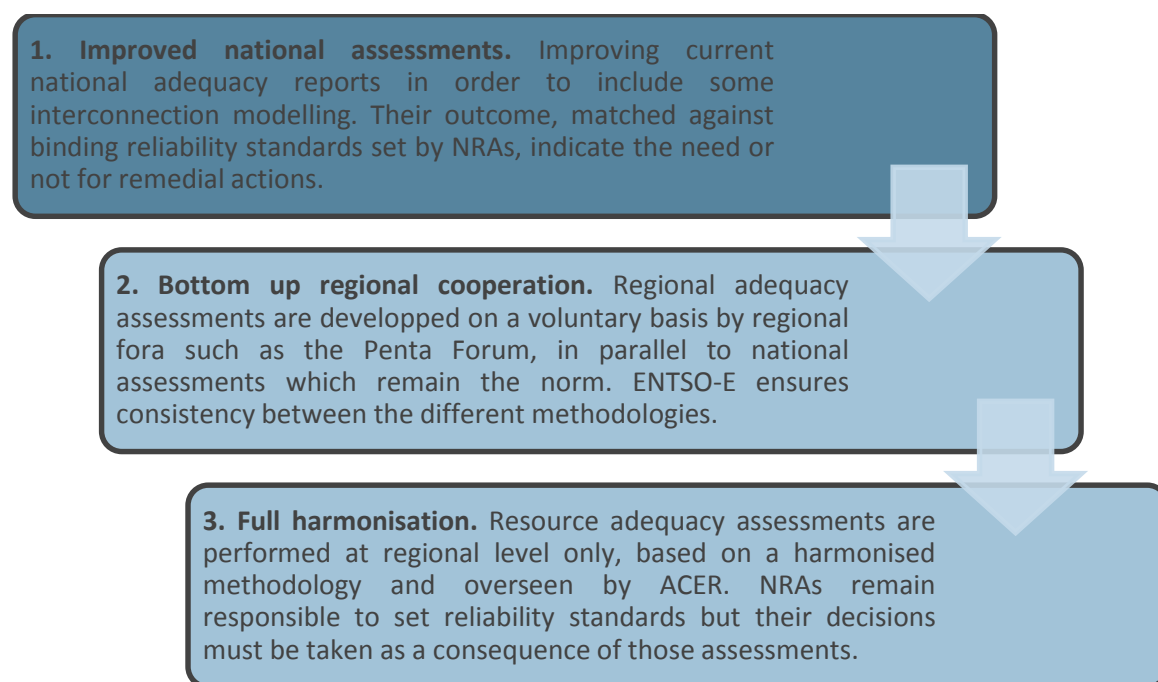 1. Improved national assessments. Improving current
national adequacy reports in order to include some
interconnection modelling. Their outcome, matched against
binding reliability standards set by NRAs, indicate the need or
not for remedial actions.
2. Bottom up regional cooperation. Regional adequacy
assessments are developped on a voluntary basis by regional
fora such as the Penta Forum, in parallel to national
assessments which remain the norm. ENTSO-E ensures
consistency between the different methodologies.
3. Full harmonisation. Resource adequacy assessments are
performed at regional level only, based on a harmonised
methodology and overseen by ACER. NRAs remain
responsible to set reliability standards but their decisions
must be taken as a consequence of those assessments.